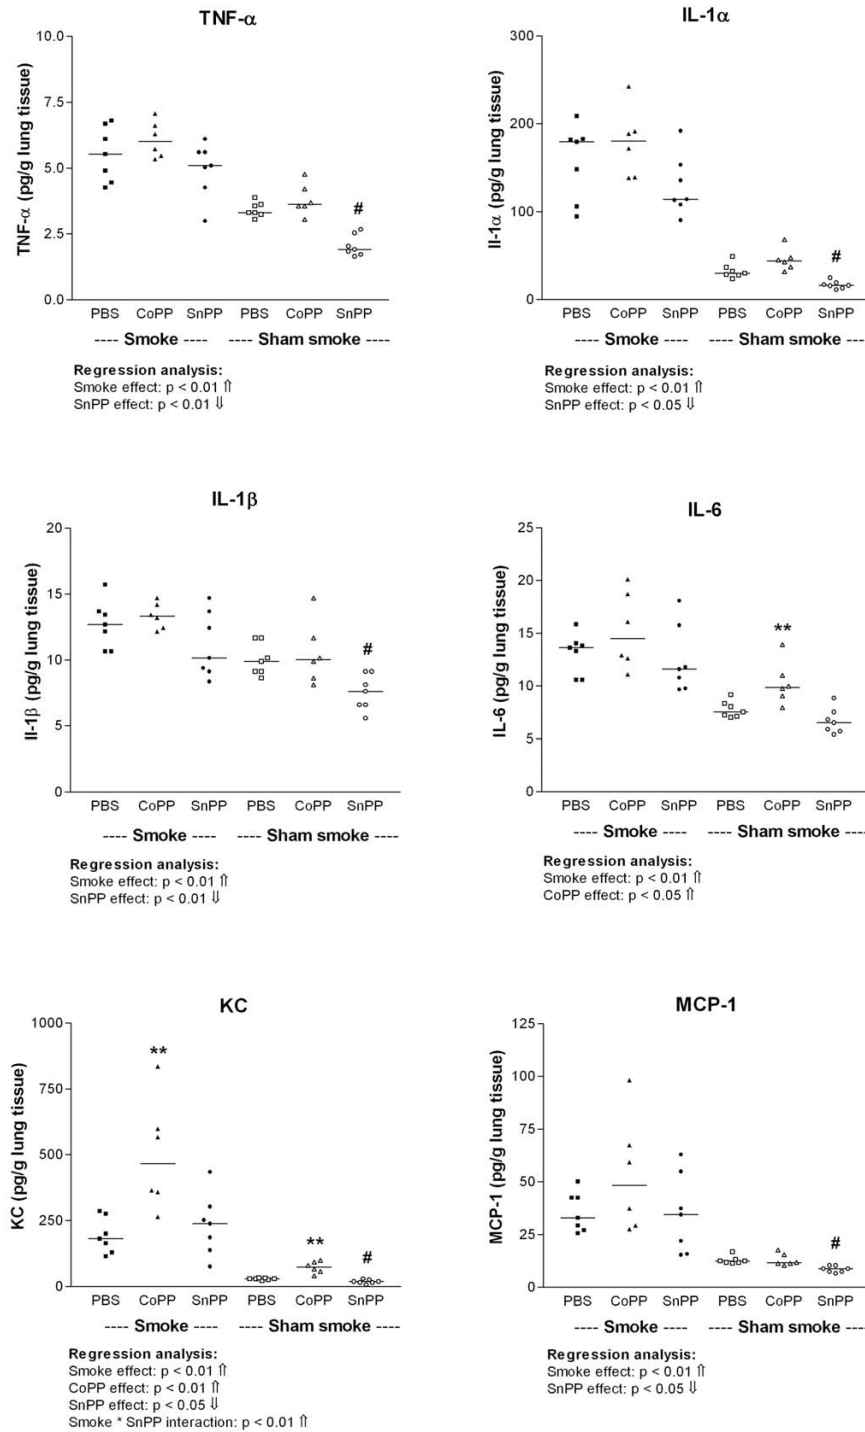 TNF-α
TNF-α (pg/g lung tissue)
10.0
7.5
5.0
2.5
0.0
#
PBS CoPP SnPP PBS CoPP SnPP
---- Smoke ---- ---- Sham smoke ----
Regression analysis:
Smoke effect: p < 0.01 ⇑
SnPP effect: p < 0.01 ⇓
IL-1α
Il-1α (pg/g lung tissue)
300
200
100
0
#
PBS CoPP SnPP PBS CoPP SnPP
---- Smoke ---- ---- Sham smoke ----
Regression analysis:
Smoke effect: p < 0.01 ⇑
SnPP effect: p < 0.05 ⇓
IL-1β
Il-1β (pg/g lung tissue)
20
15
10
5
0
#
PBS CoPP SnPP PBS CoPP SnPP
---- Smoke ---- ---- Sham smoke ----
Regression analysis:
Smoke effect: p < 0.01 ⇑
SnPP effect: p < 0.01 ⇓
IL-6
IL-6 (pg/g lung tissue)
25
20
15
10
5
0
**
PBS CoPP SnPP PBS CoPP SnPP
---- Smoke ---- ---- Sham smoke ----
Regression analysis:
Smoke effect: p < 0.01 ⇑
CoPP effect: p < 0.05 ⇑
KC
KC (pg/g lung tissue)
1000
750
500
250
0
**
**
#
PBS CoPP SnPP PBS CoPP SnPP
---- Smoke ---- ---- Sham smoke ----
Regression analysis:
Smoke effect: p < 0.01 ⇑
CoPP effect: p < 0.01 ⇑
SnPP effect: p < 0.05 ⇓
Smoke * SnPP interaction: p < 0.01 ⇑
MCP-1
MCP-1 (pg/g lung tissue)
125
100
75
50
25
0
#
PBS CoPP SnPP PBS CoPP SnPP
---- Smoke ---- ---- Sham smoke ----
Regression analysis:
Smoke effect: p < 0.01 ⇑
SnPP effect: p < 0.05 ⇓